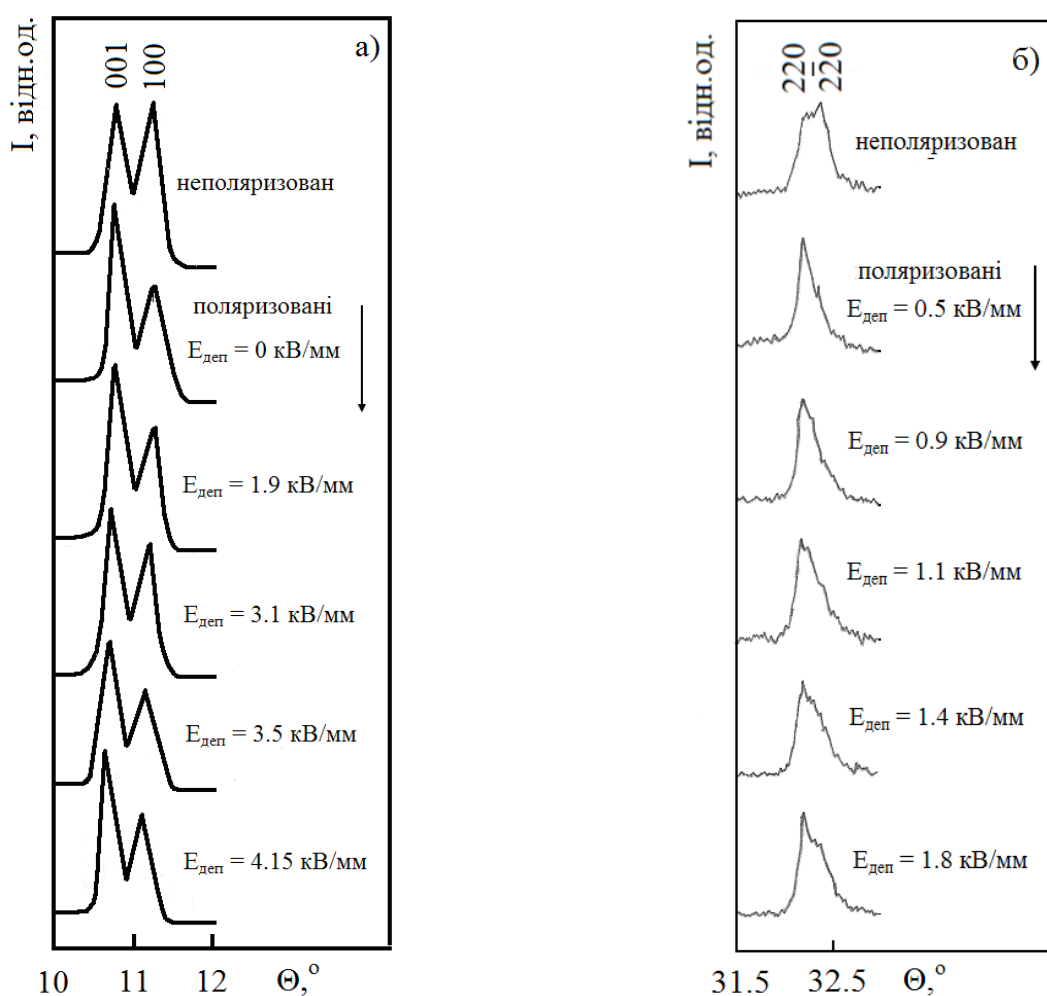 а)
I, відн.од.
001
100
неполяризован
поляризовані
Eдеп = 0 кВ/мм
Eдеп = 1.9 кВ/мм
Eдеп = 3.1 кВ/мм
Eдеп = 3.5 кВ/мм
Eдеп = 4.15 кВ/мм
10 11 12 Θ,°
б)
I, відн.од.
220
2̅20
неполяризован
поляризовані
Eдеп = 0.5 кВ/мм
Eдеп = 0.9 кВ/мм
Eдеп = 1.1 кВ/мм
Eдеп = 1.4 кВ/мм
Eдеп = 1.8 кВ/мм
31.5 32.5 Θ,°